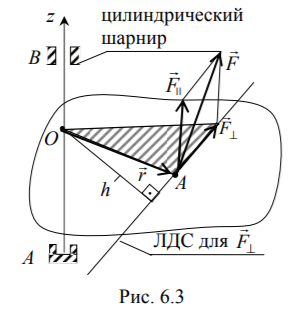 z
цилиндрический
шарнир
B
F⃗
F⃗∥
O
F⃗⊥
r⃗
A
h
ЛДС для F⃗⊥
A
Рис. 6.3